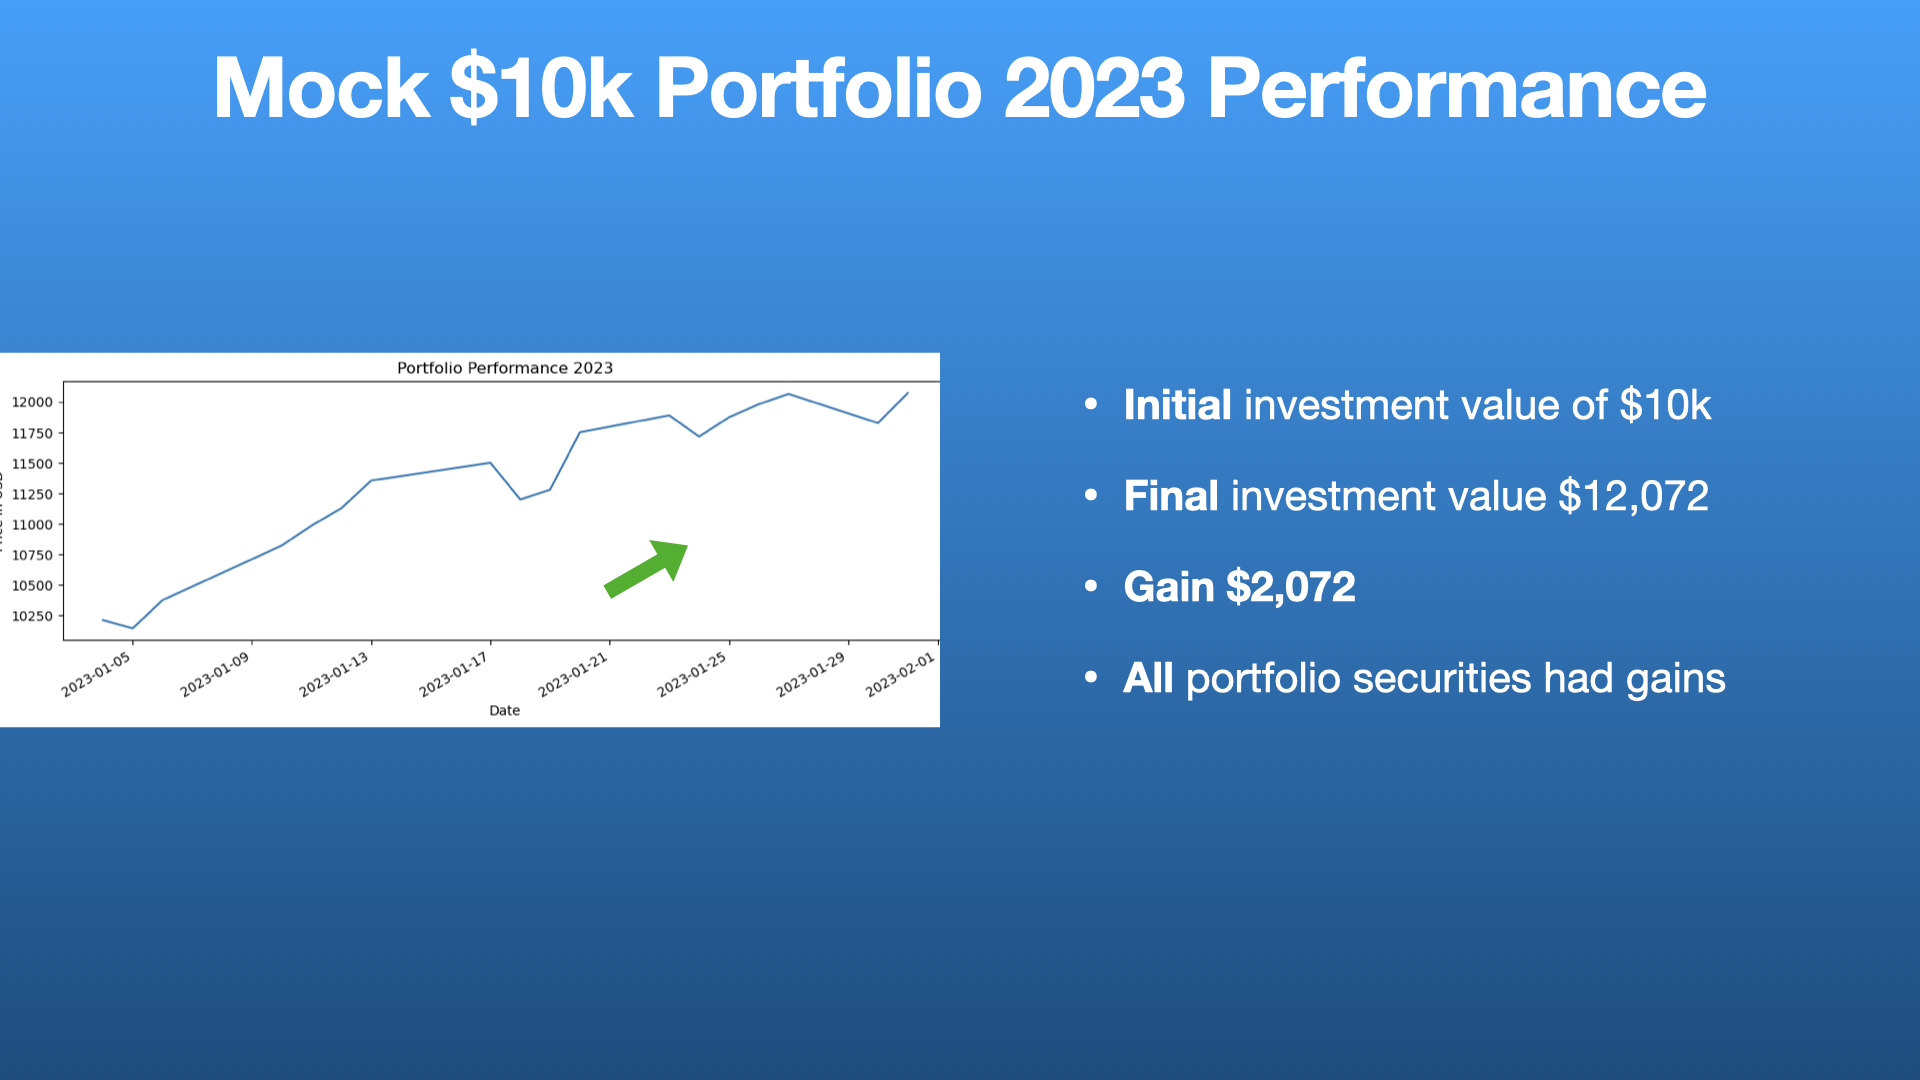 Mock $10k Portfolio 2023 Performance
Portfolio Performance 2023
12000
11750
11500
11250
11000
10750
10500
10250
2023-01-05
2023-01-09
2023-01-13
2023-01-17
2023-01-21
2023-01-25
2023-01-29
2023-02-01
Date
• Initial investment value of $10k
• Final investment value $12,072
• Gain $2,072
• All portfolio securities had gains